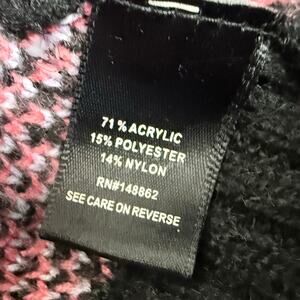 71% ACRYLIC
15% POLYESTER
14% NYLON
RN#148862
SEE CARE ON REVERSE